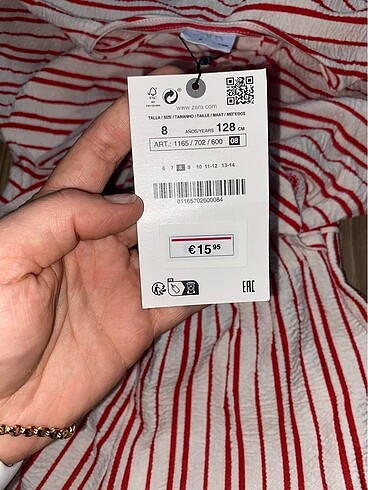 www.zara.com
TALLA / SIZE / TAMANHO / TAILLE / MAAT / ΜΕΓΕΘΟΣ
8 AÑOS/YEARS 128 CM
ART.: 1165 / 702 / 600 08
6 7 8 9 10 11-12 13-14
01165702600084
€ 15 95
EAC